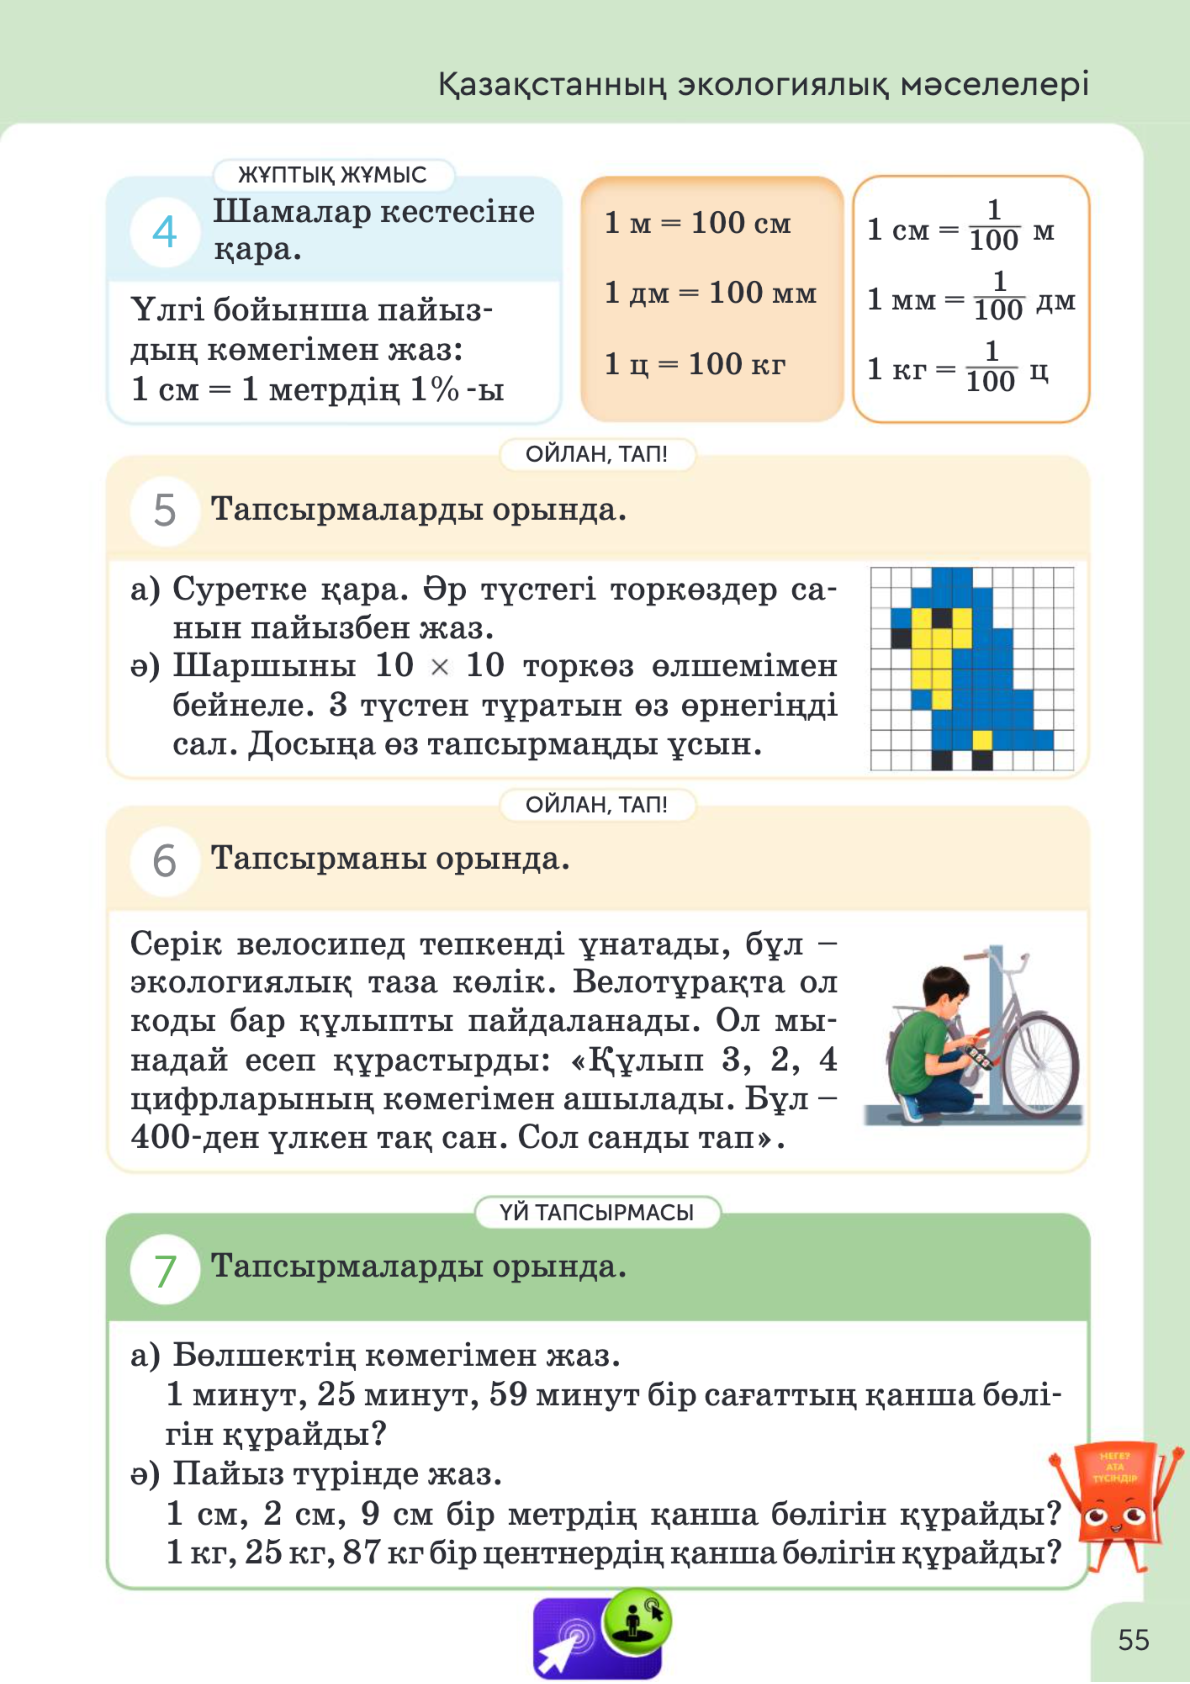 Қазақстанның экологиялық мәселелері
ЖҰПТЫҚ ЖҰМЫС
4 Шамалар кестесіне
қара.
Үлгі бойынша пайыз-
дың көмегімен жаз:
1 см = 1 метрдің 1% -ы
1 м = 100 см
1 дм = 100 мм
1 ц = 100 кг
1 см = 1/100 м
1 мм = 1/100 дм
1 кг = 1/100 ц
ОЙЛАН, ТАП!
5 Тапсырмаларды орында.
а) Суретке қара. Әр түстегі торкөздер са-
нын пайызбен жаз.
ә) Шаршыны 10 × 10 торкөз өлшемімен
бейнеле. 3 түстен тұратын өз өрнегіңді
сал. Досыңа өз тапсырмаңды ұсын.
ОЙЛАН, ТАП!
6 Тапсырманы орында.
Серік велосипед тепкенді ұнатады, бұл –
экологиялық таза көлік. Велотұрақта ол
коды бар құлыпты пайдаланады. Ол мы-
надай есеп құрастырды: «Құлып 3, 2, 4
цифрларының көмегімен ашылады. Бұл –
400-ден үлкен тақ сан. Сол санды тап».
ҮЙ ТАПСЫРМАСЫ
7 Тапсырмаларды орында.
а) Бөлшектің көмегімен жаз.
1 минут, 25 минут, 59 минут бір сағаттың қанша бөлі-
гін құрайды?
ә) Пайыз түрінде жаз.
1 см, 2 см, 9 см бір метрдің қанша бөлігін құрайды?
1 кг, 25 кг, 87 кг бір центнердің қанша бөлігін құрайды?
НЕГЕ?
АТА
ТҮСІНДІР
55